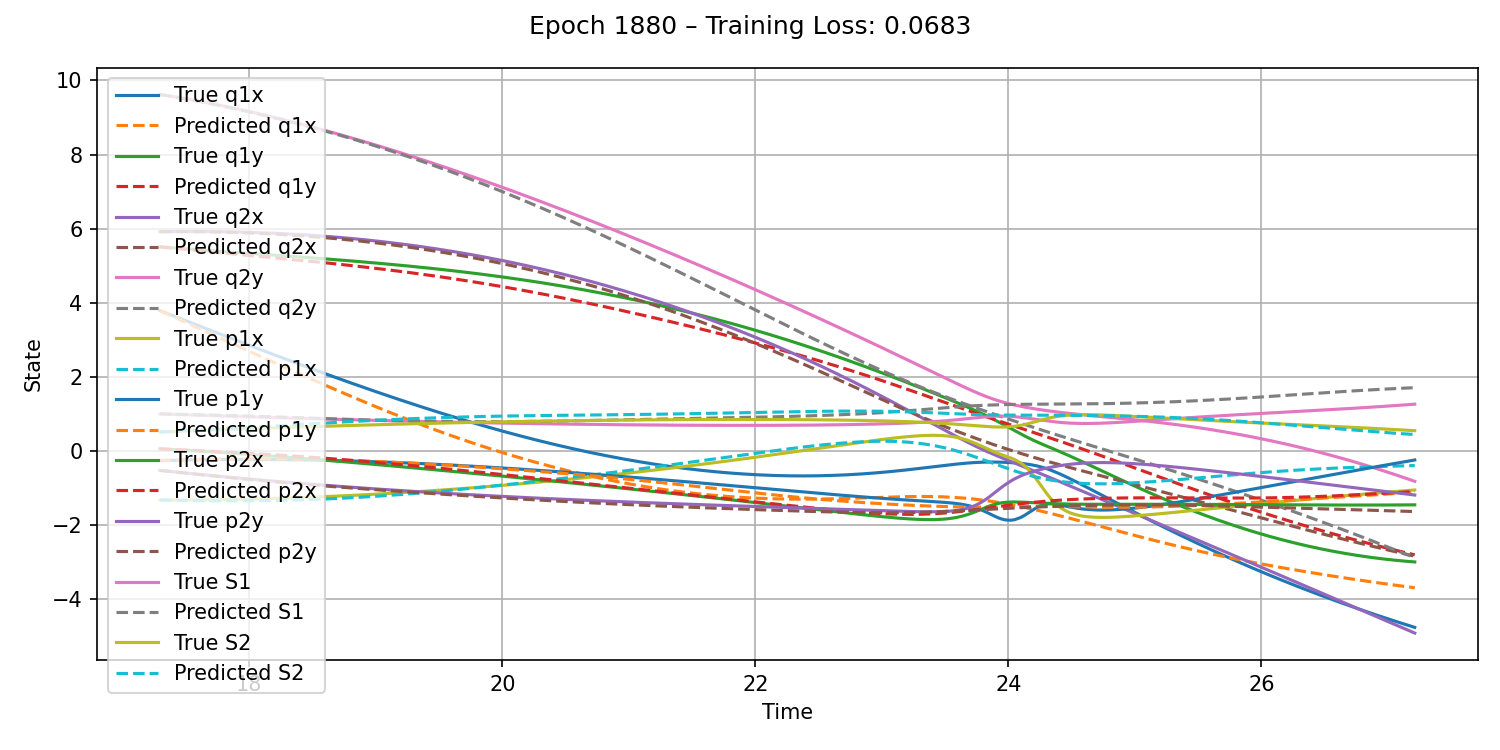 Epoch 1880 – Training Loss: 0.0683
State
10
8
6
4
2
0
−2
−4
True q1x
Predicted q1x
True q1y
Predicted q1y
True q2x
Predicted q2x
True q2y
Predicted q2y
True p1x
Predicted p1x
True p1y
Predicted p1y
True p2x
Predicted p2x
True p2y
Predicted p2y
True S1
Predicted S1
True S2
Predicted S2
18 20 22 24 26
Time